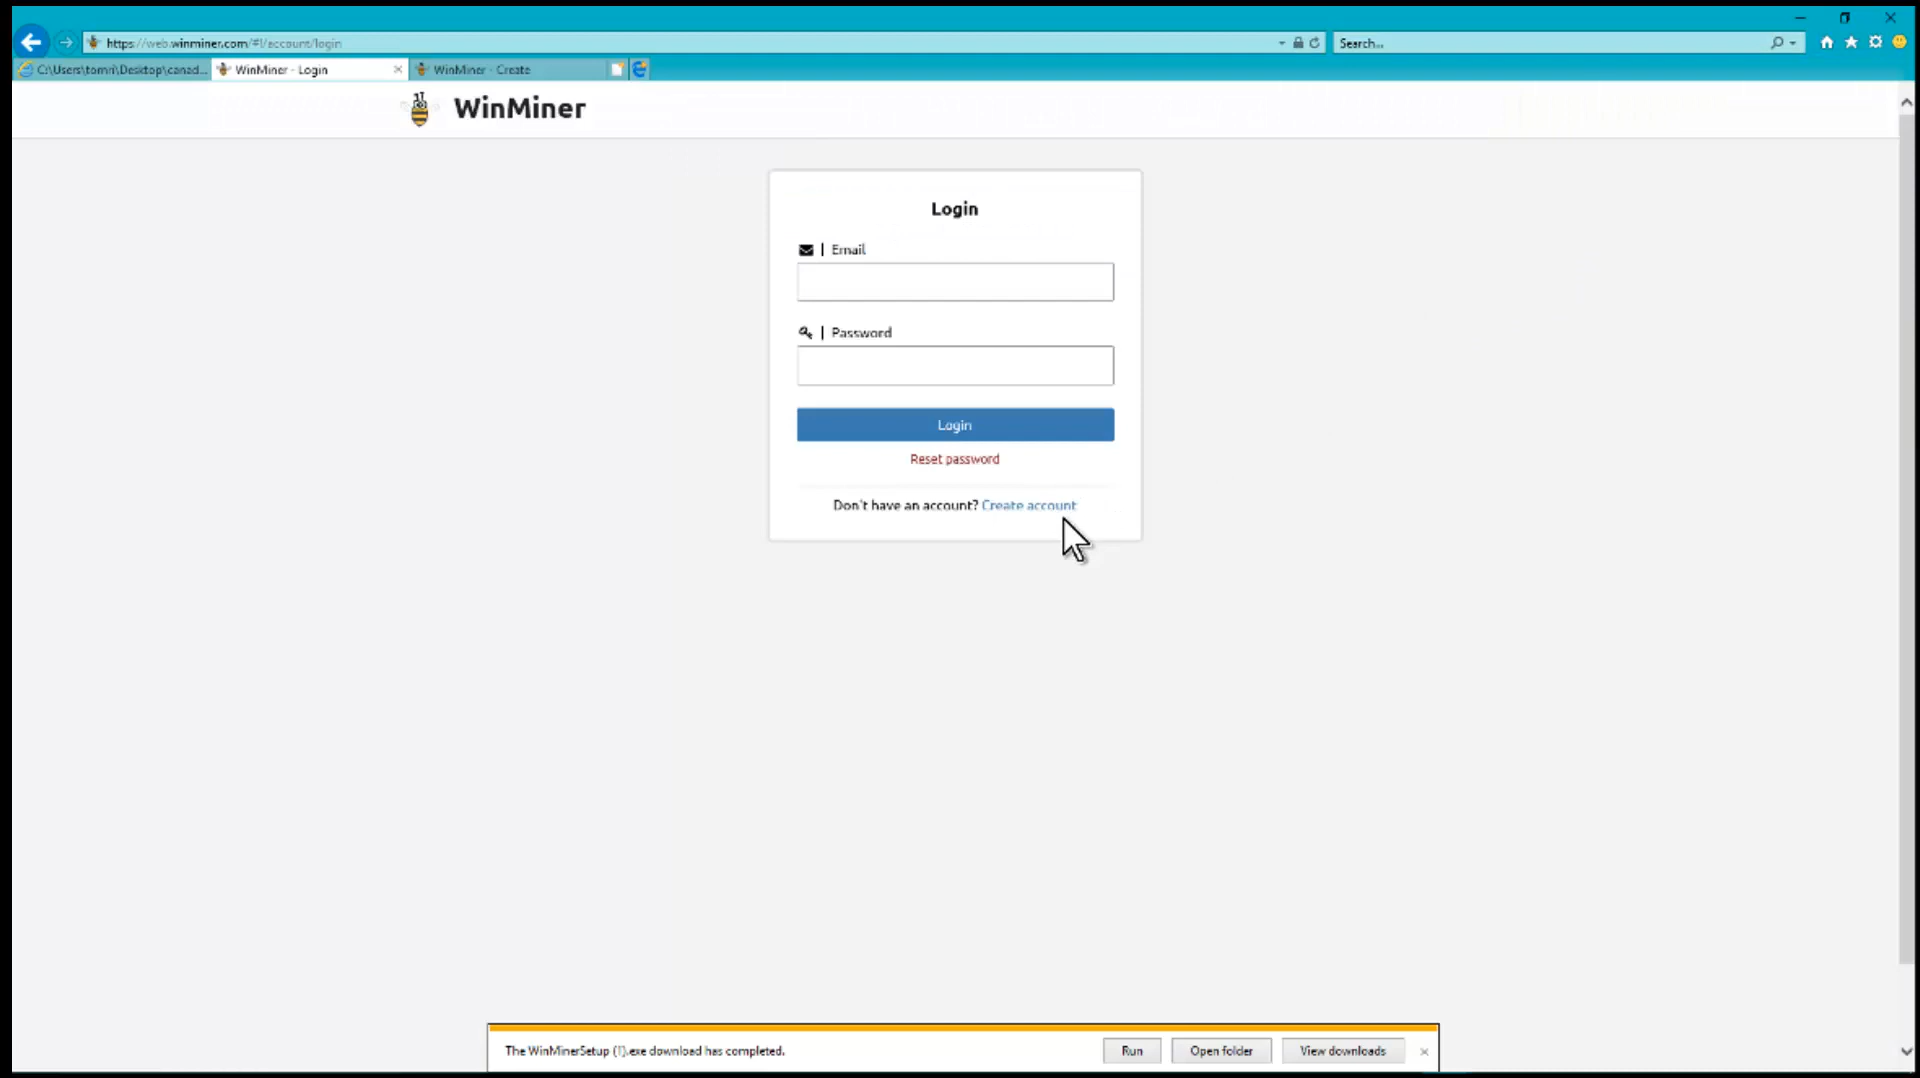 https://web.winminer.com/#!/account/login
Search...
C:\Users\tomri\Desktop\canad...
WinMiner - Login
WinMiner - Create
WinMiner
Login
Email
Password
Login
Reset password
Don't have an account? Create account
The WinMinerSetup (1).exe download has completed.
Run
Open folder
View downloads